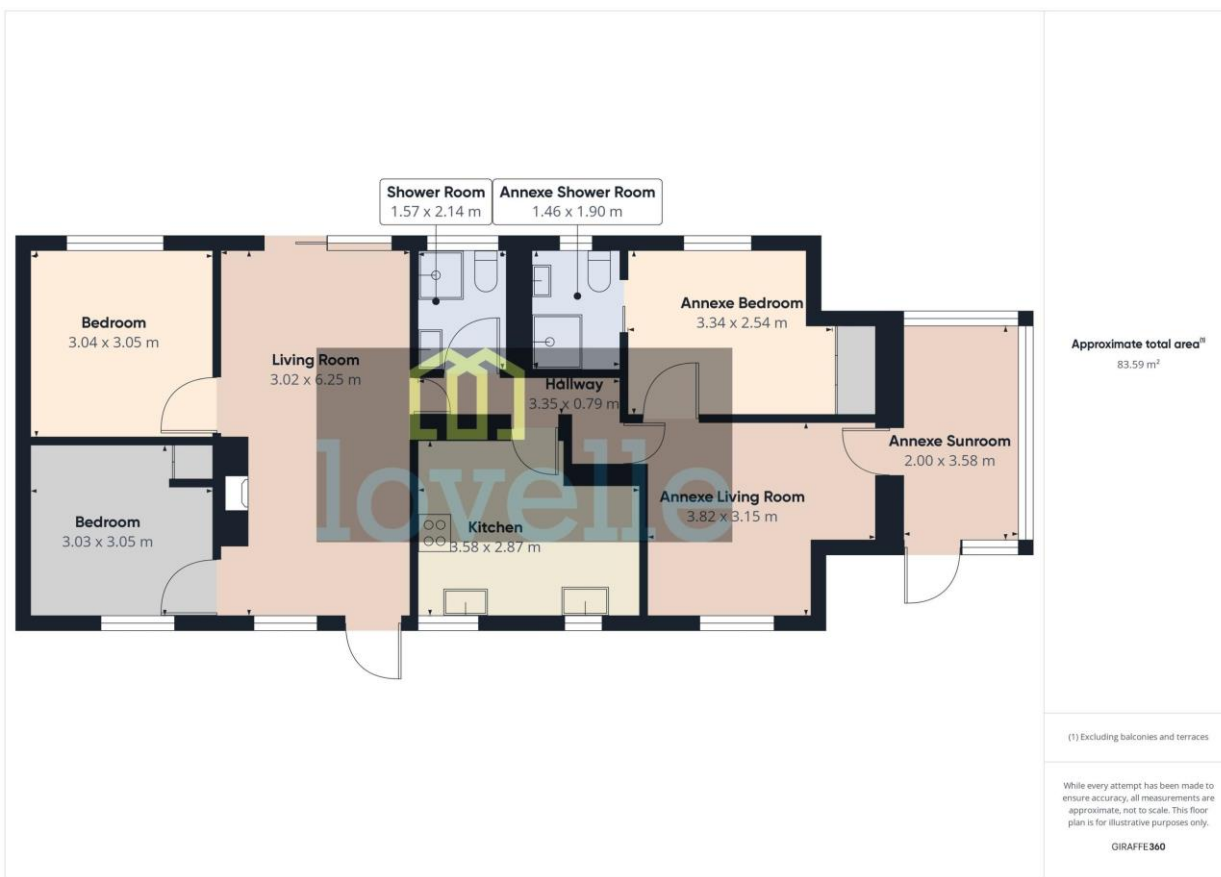 Shower Room
1.57 x 2.14 m
Annexe Shower Room
1.46 x 1.90 m
Bedroom
3.04 x 3.05 m
Living Room
3.02 x 6.25 m
Annexe Bedroom
3.34 x 2.54 m
Hallway
3.35 x 0.79 m
Annexe Sunroom
2.00 x 3.58 m
Bedroom
3.03 x 3.05 m
Kitchen
3.58 x 2.87 m
Annexe Living Room
3.82 x 3.15 m
lovelle
Approximate total area(1)
83.59 m²
(1) Excluding balconies and terraces
While every attempt has been made to
ensure accuracy, all measurements are
approximate, not to scale. This floor
plan is for illustrative purposes only.
GIRAFFE360